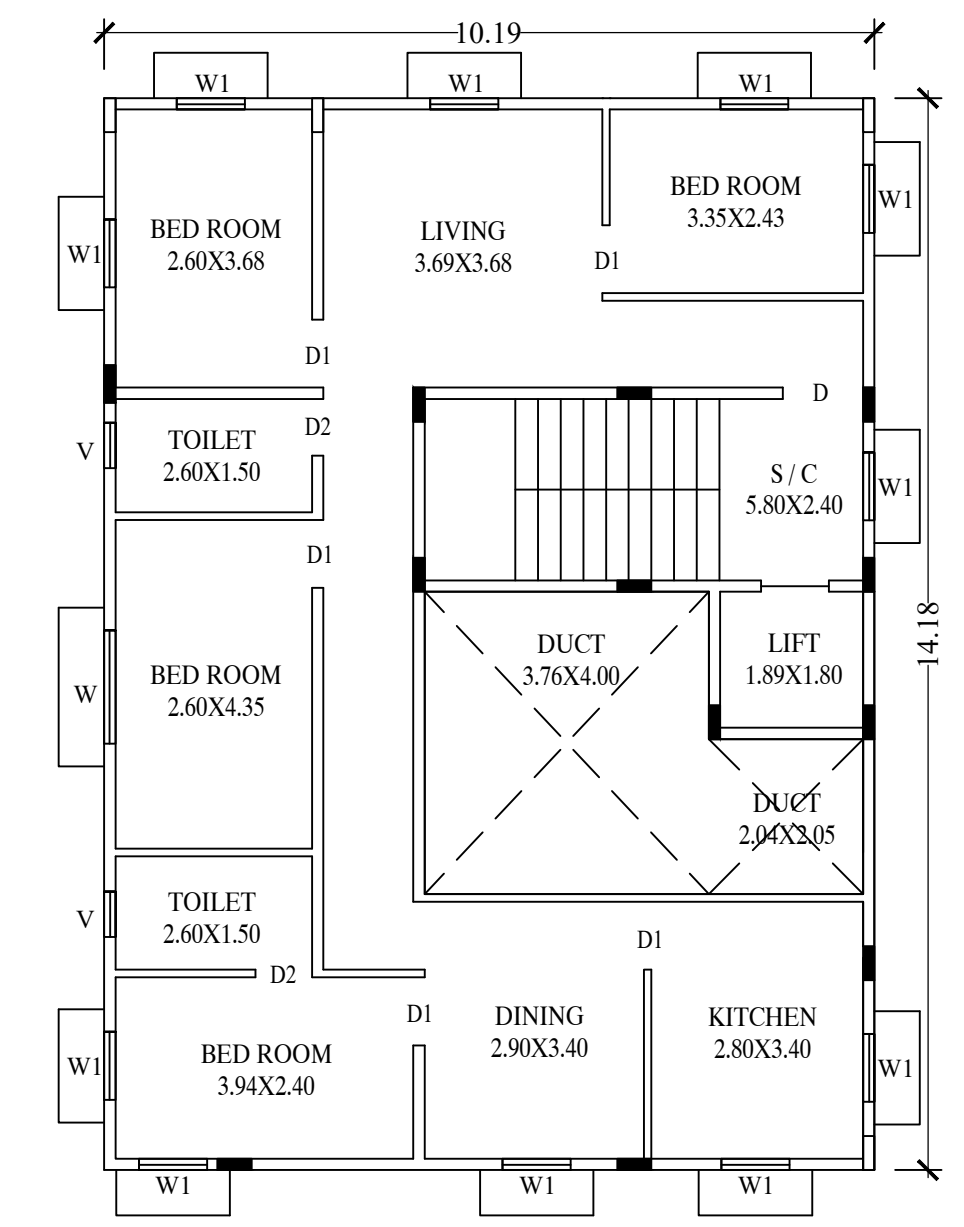 10.19
W1
W1
W1
BED ROOM
2.60X3.68
LIVING
3.69X3.68
BED ROOM
3.35X2.43
W1
W1
D1
D1
D
D2
V
TOILET
2.60X1.50
S / C
5.80X2.40
W1
D1
14.18
DUCT
3.76X4.00
LIFT
1.89X1.80
W
BED ROOM
2.60X4.35
DUCT
2.04X2.05
V
TOILET
2.60X1.50
D1
D2
D1
DINING
2.90X3.40
KITCHEN
2.80X3.40
W1
BED ROOM
3.94X2.40
W1
W1
W1
W1